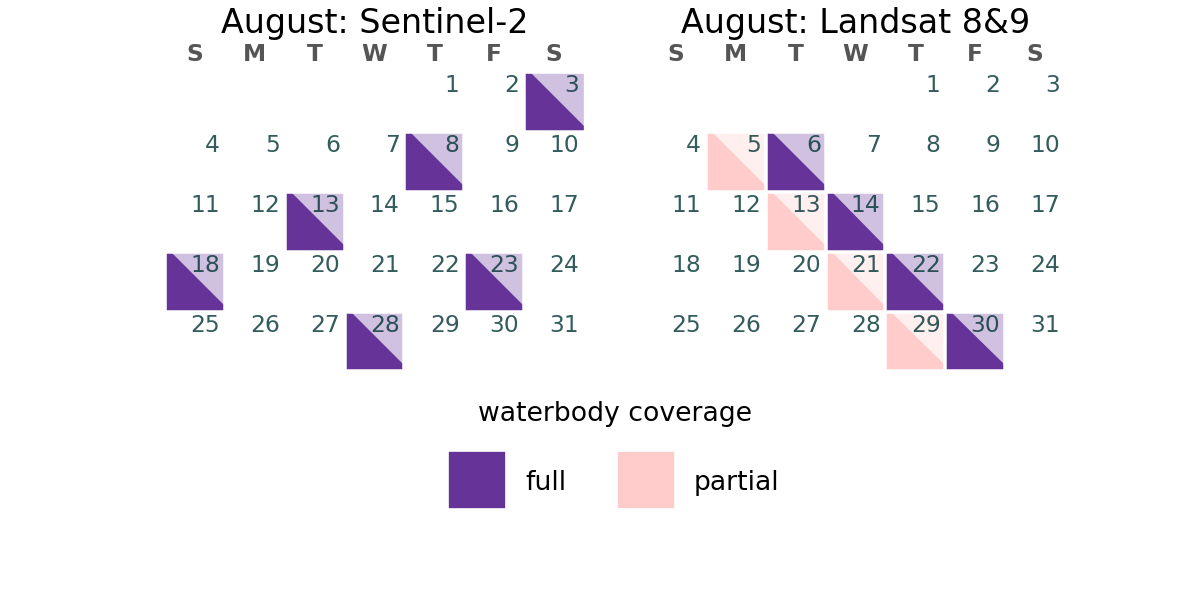 August: Sentinel-2
S M T W T F S
1 2 3
4 5 6 7 8 9 10
11 12 13 14 15 16 17
18 19 20 21 22 23 24
25 26 27 28 29 30 31
August: Landsat 8&9
S M T W T F S
1 2 3
4 5 6 7 8 9 10
11 12 13 14 15 16 17
18 19 20 21 22 23 24
25 26 27 28 29 30 31
waterbody coverage
full partial